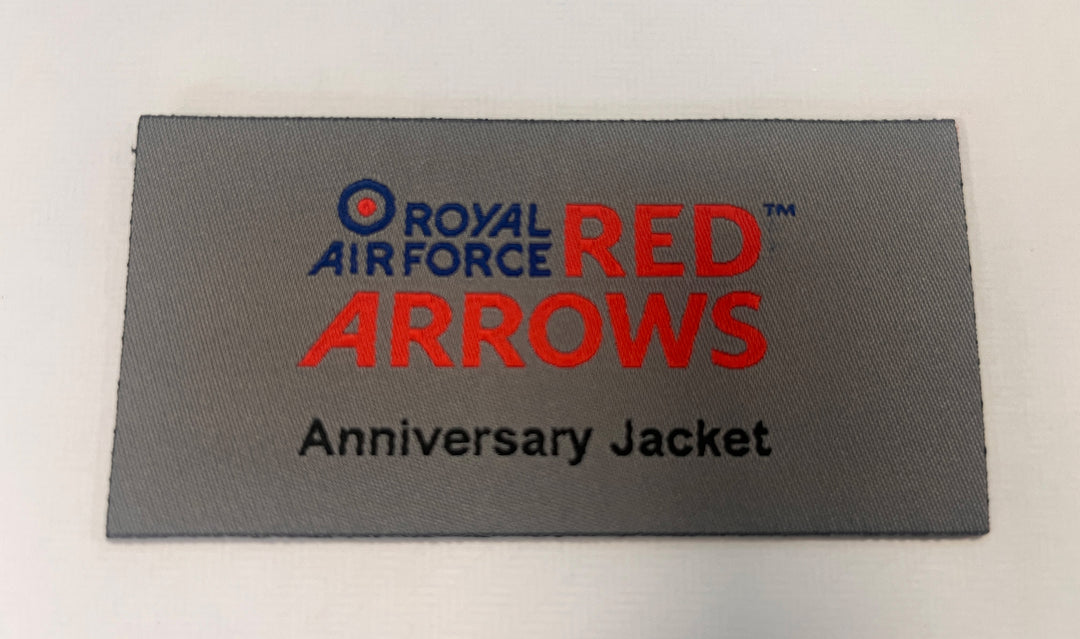 ROYAL
AIR FORCE RED™
ARROWS
Anniversary Jacket